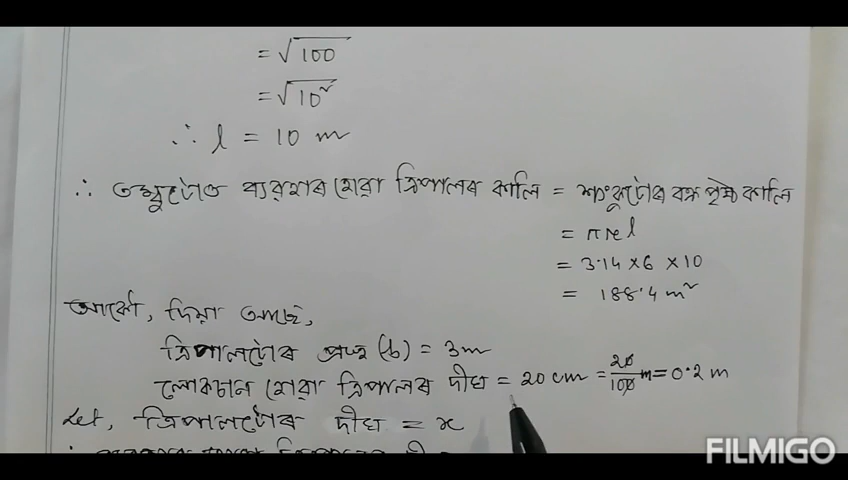 = √100
= √10²
∴ l = 10 m
∴ তম্বুটোত ব্যৱহাৰ হোৱা ত্ৰিপালৰ কালি = শংকুটোৰ বক্ৰ পৃষ্ঠ কালি
= πrl
= 3.14 × 6 × 10
= 188.4 m²
আকৌ, দিয়া আছে,
ত্ৰিপালটোৰ প্ৰস্থ (b) = 3m
লোকচান হোৱা ত্ৰিপালৰ দীঘ = 20 cm = 20/100 m = 0.2 m
Let, ত্ৰিপালটোৰ দীঘ = x
FILMIGO